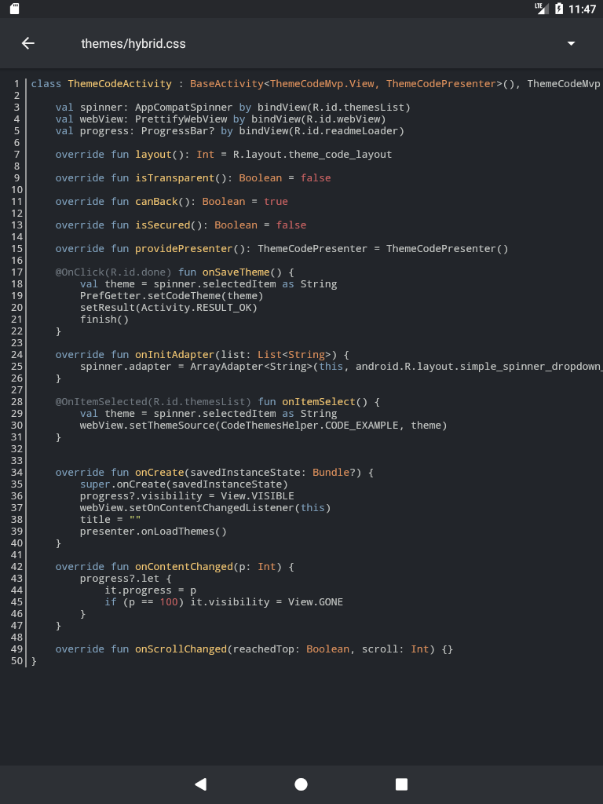 LTE 11:47
themes/hybrid.css
1 class ThemeCodeActivity : BaseActivity<ThemeCodeMvp.View, ThemeCodePresenter>(), ThemeCodeMvp
2
3     val spinner: AppCompatSpinner by bindView(R.id.themesList)
4     val webView: PrettifyWebView by bindView(R.id.webView)
5     val progress: ProgressBar? by bindView(R.id.readmeLoader)
6
7     override fun layout(): Int = R.layout.theme_code_layout
8
9     override fun isTransparent(): Boolean = false
10
11     override fun canBack(): Boolean = true
12
13     override fun isSecured(): Boolean = false
14
15     override fun providePresenter(): ThemeCodePresenter = ThemeCodePresenter()
16
17     @OnClick(R.id.done) fun onSaveTheme() {
18         val theme = spinner.selectedItem as String
19         PrefGetter.setCodeTheme(theme)
20         setResult(Activity.RESULT_OK)
21         finish()
22     }
23
24     override fun onInitAdapter(list: List<String>) {
25         spinner.adapter = ArrayAdapter<String>(this, android.R.layout.simple_spinner_dropdown_
26     }
27
28     @OnItemSelected(R.id.themesList) fun onItemSelect() {
29         val theme = spinner.selectedItem as String
30         webView.setThemeSource(CodeThemesHelper.CODE_EXAMPLE, theme)
31     }
32
33
34     override fun onCreate(savedInstanceState: Bundle?) {
35         super.onCreate(savedInstanceState)
36         progress?.visibility = View.VISIBLE
37         webView.setOnContentChangedListener(this)
38         title = ""
39         presenter.onLoadThemes()
40     }
41
42     override fun onContentChanged(p: Int) {
43         progress?.let {
44             it.progress = p
45             if (p == 100) it.visibility = View.GONE
46         }
47     }
48
49     override fun onScrollChanged(reachedTop: Boolean, scroll: Int) {}
50 }